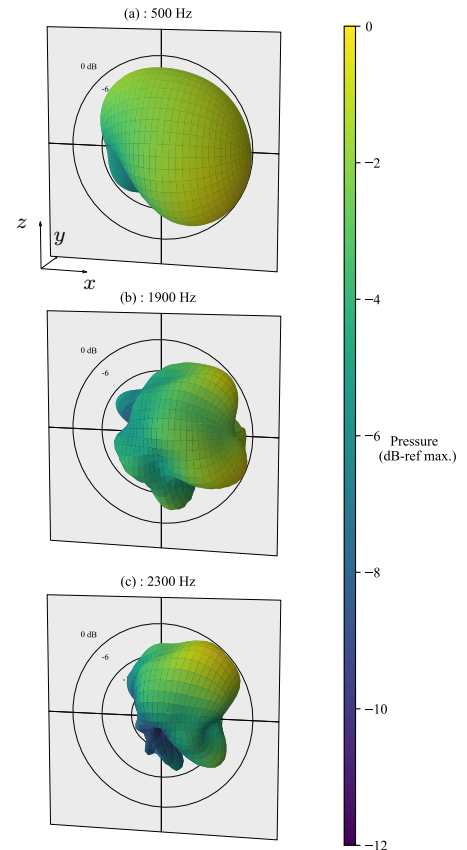 (a) : 500 Hz
0 dB
-6
z
y
x
(b) : 1900 Hz
0 dB
-6
(c) : 2300 Hz
0 dB
-6
0
−2
−4
−6
−8
−10
−12
Pressure
(dB-ref max.)